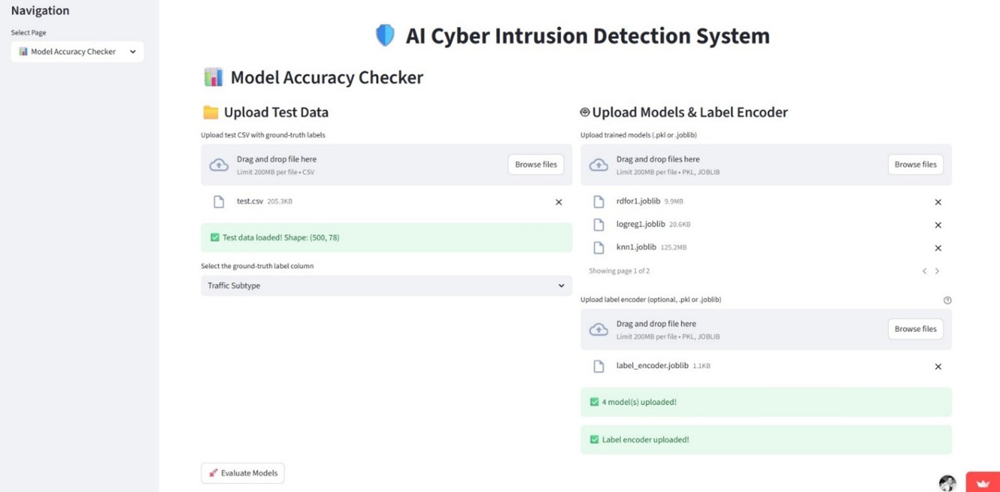 Navigation
Select Page
Model Accuracy Checker
AI Cyber Intrusion Detection System
Model Accuracy Checker
Upload Test Data
Upload test CSV with ground-truth labels
Drag and drop file here
Limit 200MB per file • CSV
Browse files
test.csv 205.3KB
Test data loaded! Shape: (500, 78)
Select the ground-truth label column
Traffic Subtype
Upload Models & Label Encoder
Upload trained models (.pkl or .joblib)
Drag and drop files here
Limit 200MB per file • PKL, JOBLIB
Browse files
rdfor1.joblib 9.9MB
logreg1.joblib 20.6KB
knn1.joblib 125.2MB
Showing page 1 of 2
Upload label encoder (optional, .pkl or .joblib)
Drag and drop file here
Limit 200MB per file • PKL, JOBLIB
Browse files
label_encoder.joblib 1.1KB
4 model(s) uploaded!
Label encoder uploaded!
Evaluate Models